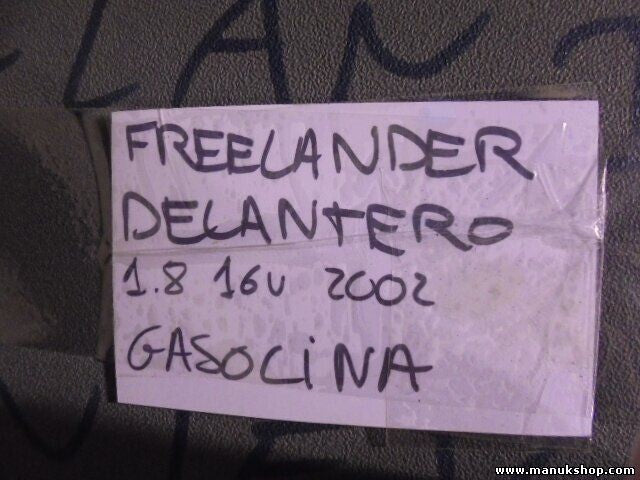 FREELANDER
DELANTERO
1.8 16V 2002
GASOLINA
www.manukshop.com